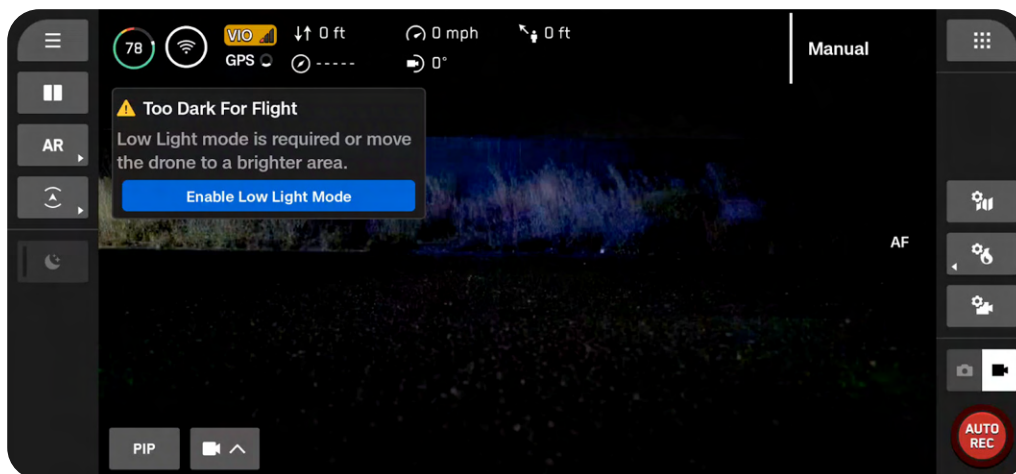 78
VIO
0 ft
0 mph
0 ft
GPS
-----
0°
Manual
Too Dark For Flight
Low Light mode is required or move
the drone to a brighter area.
Enable Low Light Mode
AR
AF
PIP
AUTO
REC